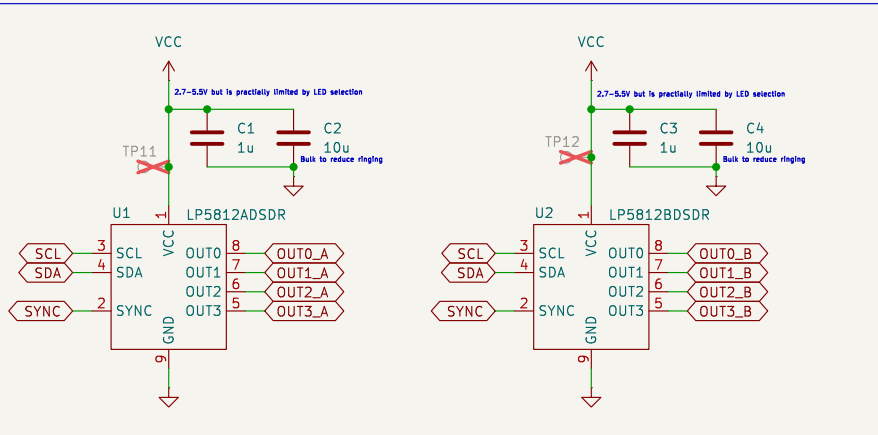 VCC
2.7-5.5V but is practially limited by LED selection
C1
1u
C2
10u
Bulk to reduce ringing
TP11
U1
LP5812ADSDR
1
VCC
SCL
3
SCL
OUT0
8
OUT0_A
SDA
4
SDA
OUT1
7
OUT1_A
OUT2
6
OUT2_A
SYNC
2
SYNC
OUT3
5
OUT3_A
GND
9
VCC
2.7-5.5V but is practially limited by LED selection
C3
1u
C4
10u
Bulk to reduce ringing
TP12
U2
LP5812BDSDR
1
VCC
SCL
3
SCL
OUT0
8
OUT0_B
SDA
4
SDA
OUT1
7
OUT1_B
OUT2
6
OUT2_B
SYNC
2
SYNC
OUT3
5
OUT3_B
GND
9